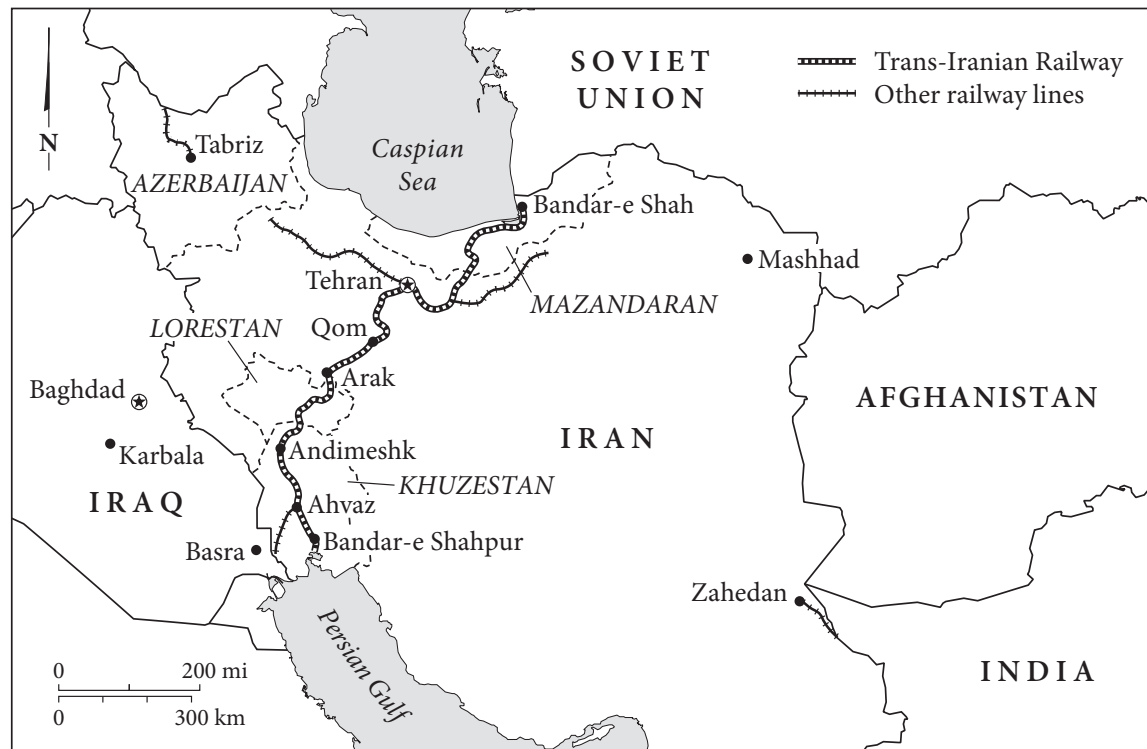 SOVIET
UNION
Trans-Iranian Railway
Other railway lines
N
Tabriz
AZERBAIJAN
Caspian
Sea
Bandar-e Shah
Mashhad
Tehran
MAZANDARAN
LORESTAN
Qom
Arak
Baghdad
AFGHANISTAN
IRAN
Karbala
Andimeshk
KHUZESTAN
IRAQ
Ahvaz
Bandar-e Shahpur
Basra
Zahedan
Persian Gulf
INDIA
0 200 mi
0 300 km